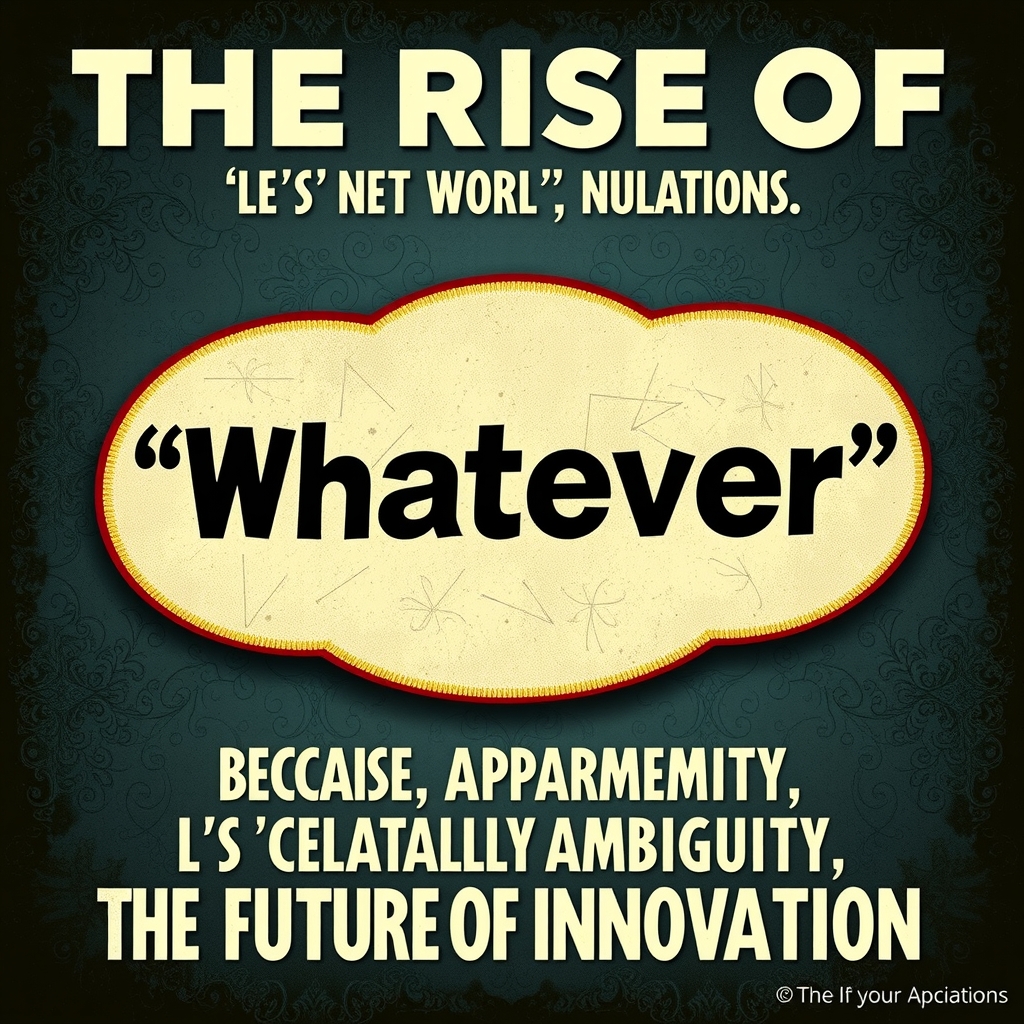 THE RISE OF
‘LE’S’ NET WORL”, NULATIONS.
“Whatever”
BECCAISE, APPARMEMITY,
L’S ’CELATALLLY AMBIGUITY,
THE FUTURE OF INNOVATION
© The If your Apciations